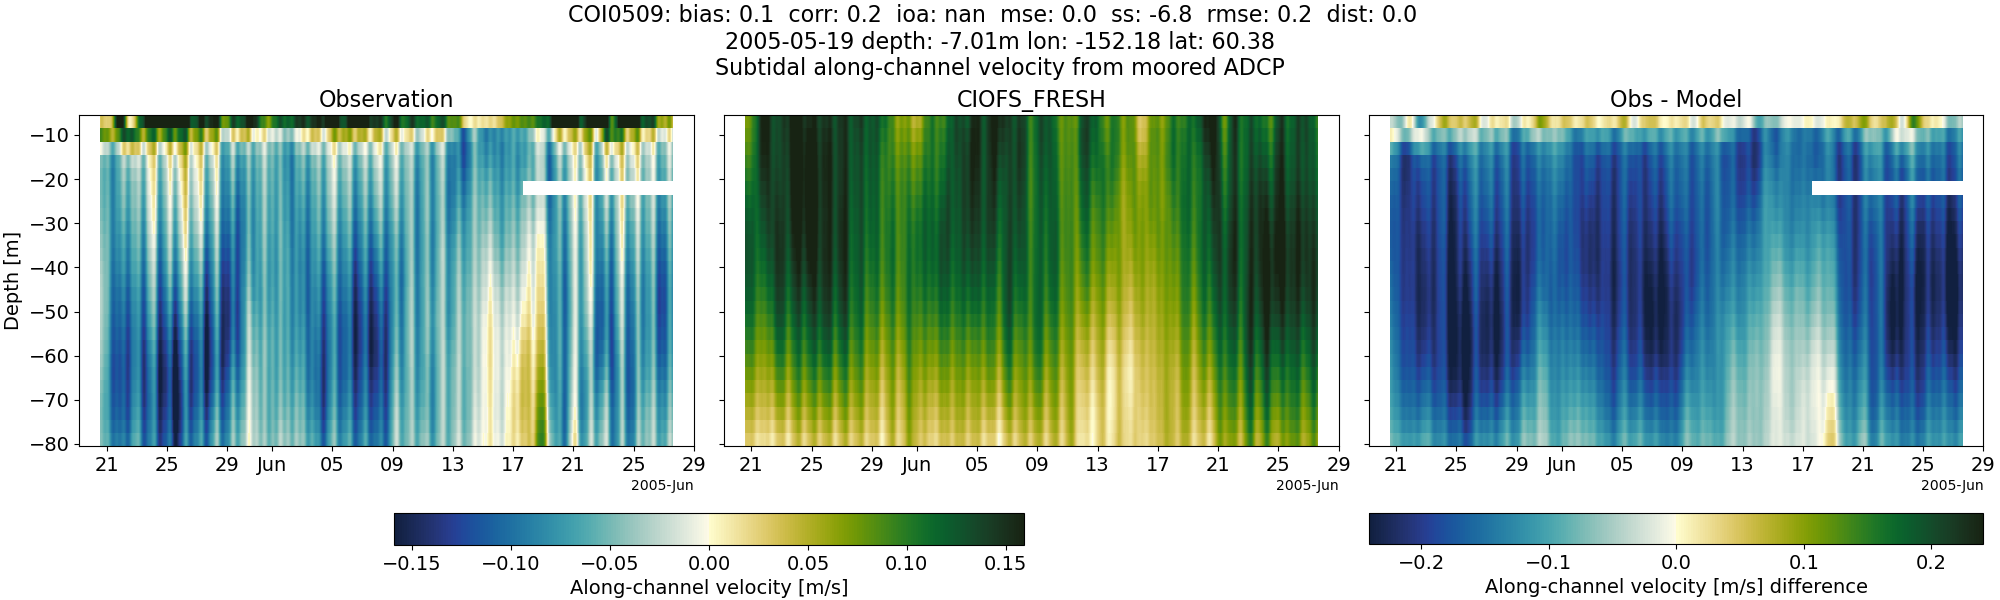 COI0509: bias: 0.1 corr: 0.2 ioa: nan mse: 0.0 ss: -6.8 rmse: 0.2 dist: 0.0
2005-05-19 depth: -7.01m lon: -152.18 lat: 60.38
Subtidal along-channel velocity from moored ADCP
Observation
CIOFS_FRESH
Obs - Model
Depth [m]
−10
−20
−30
−40
−50
−60
−70
−80
21 25 29 Jun 05 09 13 17 21 25 29
2005-Jun
21 25 29 Jun 05 09 13 17 21 25 29
2005-Jun
21 25 29 Jun 05 09 13 17 21 25 29
2005-Jun
−0.15 −0.10 −0.05 0.00 0.05 0.10 0.15
Along-channel velocity [m/s]
−0.2 −0.1 0.0 0.1 0.2
Along-channel velocity [m/s] difference